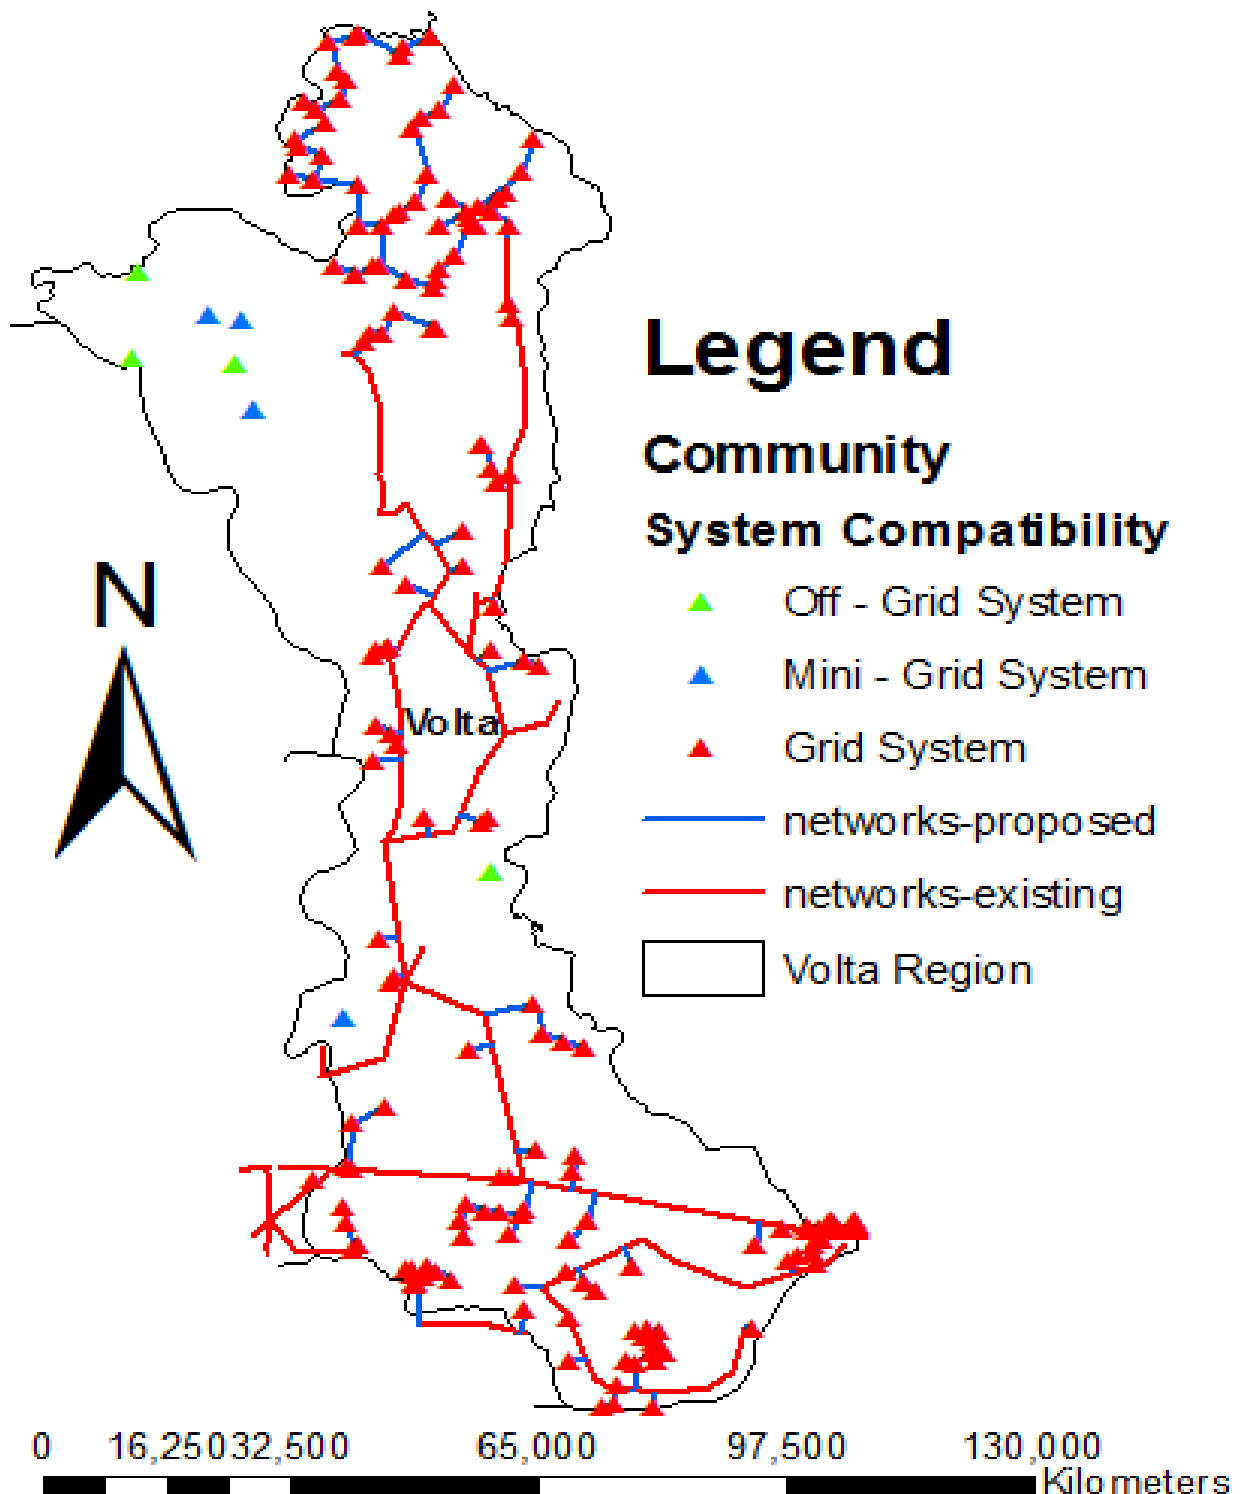 Legend
Community
System Compatibility
N
Off - Grid System
Mini - Grid System
Volta
Grid System
networks-proposed
networks-existing
Volta Region
0 16,250 32,500 65,000 97,500 130,000
Kilometers